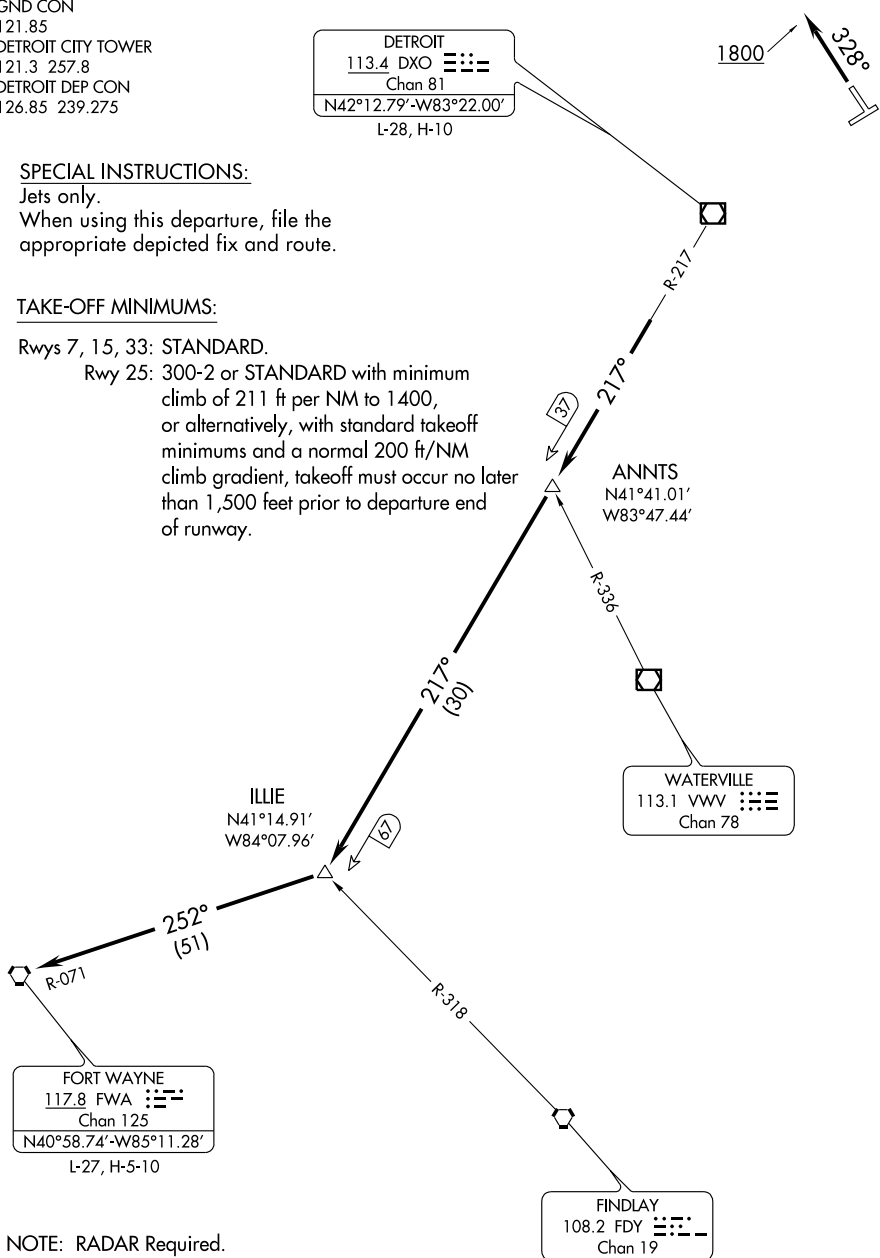 GND CON
121.85
DETROIT CITY TOWER
121.3 257.8
DETROIT DEP CON
126.85 239.275
DETROIT
113.4 DXO
Chan 81
N42°12.79'-W83°22.00'
L-28, H-10
1800
328°
SPECIAL INSTRUCTIONS:
Jets only.
When using this departure, file the
appropriate depicted fix and route.
TAKE-OFF MINIMUMS:
Rwys 7, 15, 33: STANDARD.
Rwy 25: 300-2 or STANDARD with minimum
climb of 211 ft per NM to 1400,
or alternatively, with standard takeoff
minimums and a normal 200 ft/NM
climb gradient, takeoff must occur no later
than 1,500 feet prior to departure end
of runway.
R-217
217°
37
ANNTS
N41°41.01'
W83°47.44'
R-336
217°
(30)
WATERVILLE
113.1 VWV
Chan 78
ILLIE
N41°14.91'
W84°07.96'
67
252°
(51)
R-071
R-318
FORT WAYNE
117.8 FWA
Chan 125
N40°58.74'-W85°11.28'
L-27, H-5-10
FINDLAY
108.2 FDY
Chan 19
NOTE: RADAR Required.